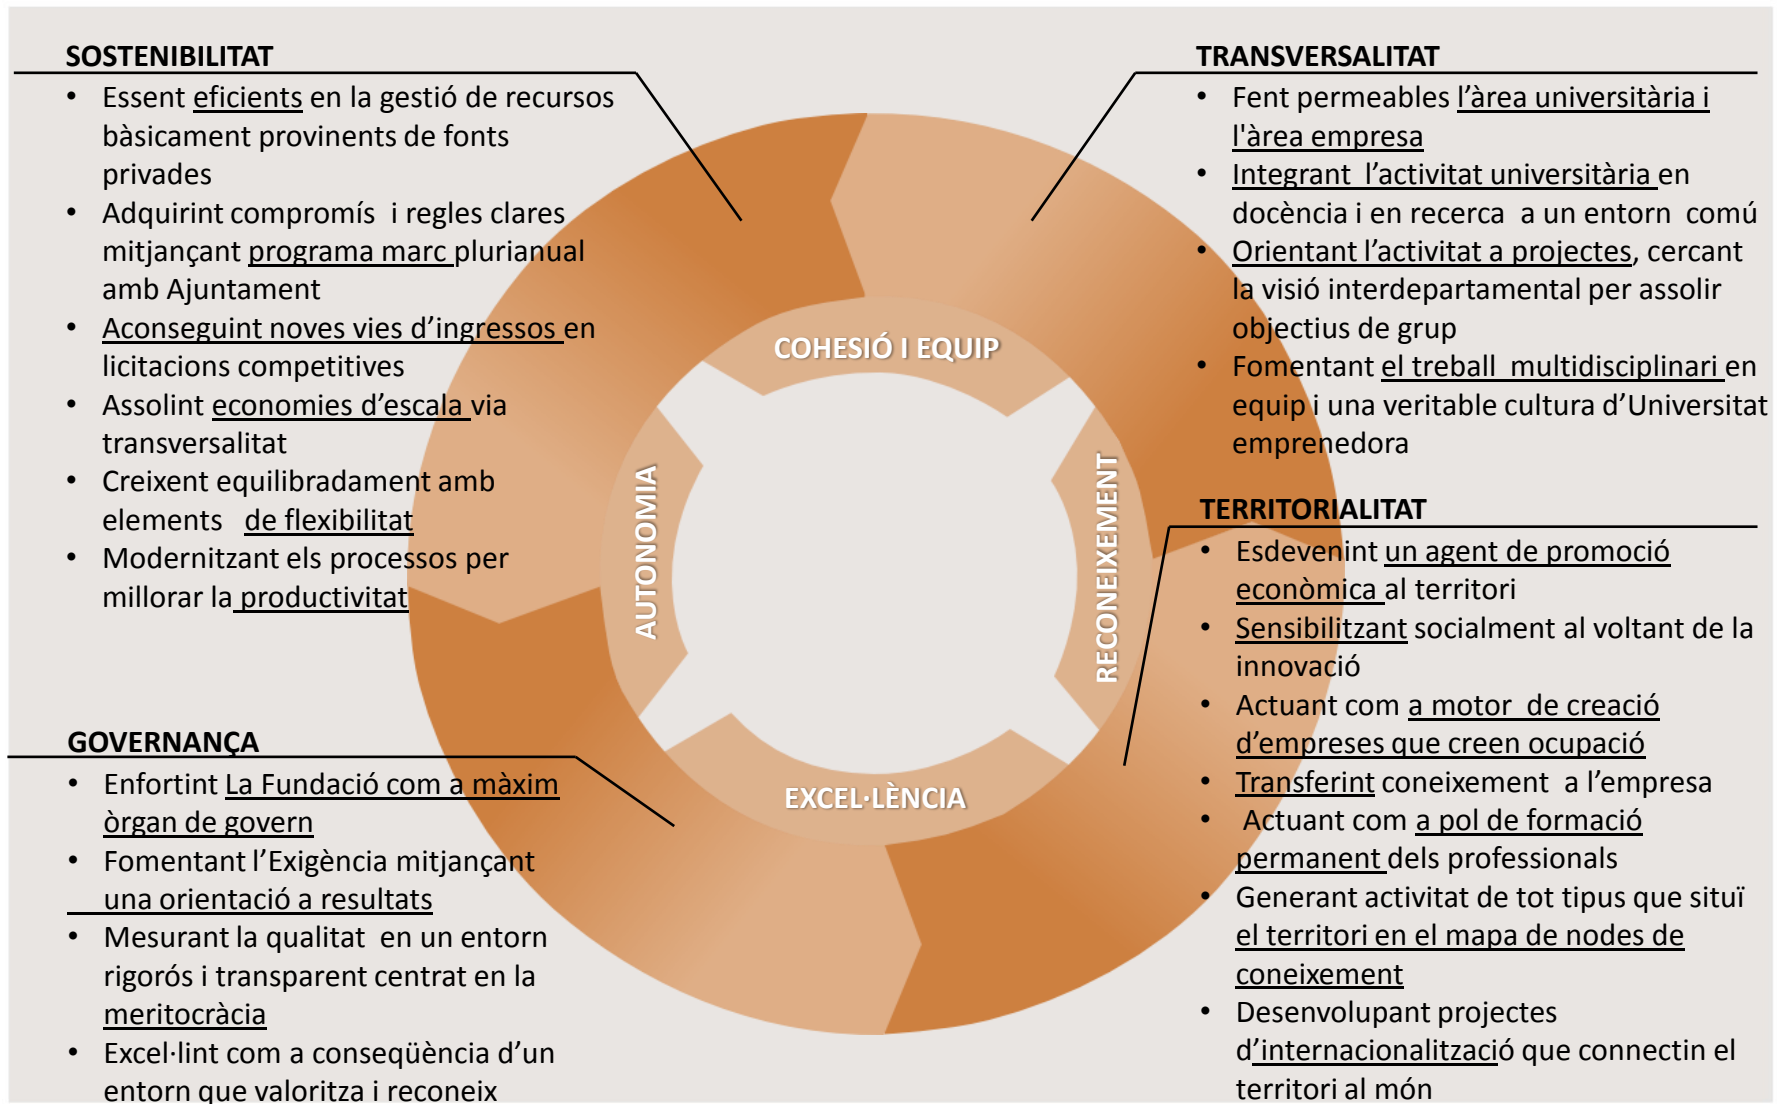 SOSTENIBILITAT
• Essent eficients en la gestió de recursos
bàsicament provinents de fonts
privades
• Adquirint compromís i regles clares
mitjançant programa marc plurianual
amb Ajuntament
• Aconseguint noves vies d’ingressos en
licitacions competitives
• Assolint economies d’escala via
transversalitat
• Creixent equilibradament amb
elements de flexibilitat
• Modernitzant els processos per
millorar la productivitat
GOVERNANÇA
• Enfortint La Fundació com a màxim
òrgan de govern
• Fomentant l’Exigència mitjançant
una orientació a resultats
• Mesurant la qualitat en un entorn
rigorós i transparent centrat en la
meritocràcia
• Excel·lint com a conseqüència d’un
entorn que valoritza i reconeix
COHESIÓ I EQUIP
AUTONOMIA
RECONEIXEMENT
EXCEL·LÈNCIA
TRANSVERSALITAT
• Fent permeables l’àrea universitària i
l'àrea empresa
• Integrant l’activitat universitària en
docència i en recerca a un entorn comú
• Orientant l’activitat a projectes, cercant
la visió interdepartamental per assolir
objectius de grup
• Fomentant el treball multidisciplinari en
equip i una veritable cultura d’Universitat
emprenedora
TERRITORIALITAT
• Esdevenint un agent de promoció
econòmica al territori
• Sensibilitzant socialment al voltant de la
innovació
• Actuant com a motor de creació
d’empreses que creen ocupació
• Transferint coneixement a l’empresa
• Actuant com a pol de formació
permanent dels professionals
• Generant activitat de tot tipus que situï
el territori en el mapa de nodes de
coneixement
• Desenvolupant projectes
d’internacionalització que connectin el
territori al món